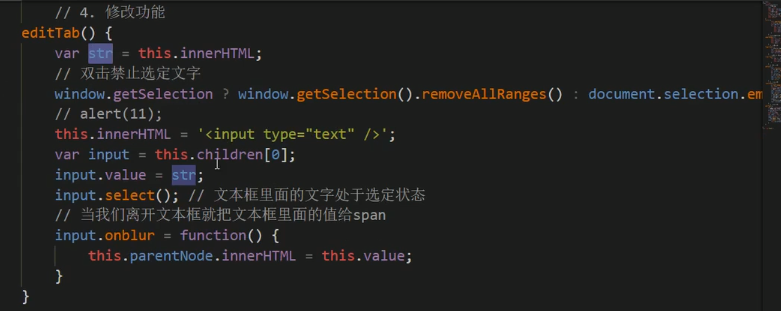 // 4. 修改功能
editTab() {
var str = this.innerHTML;
// 双击禁止选定文字
window.getSelection ? window.getSelection().removeAllRanges() : document.selection.em
// alert(11);
this.innerHTML = '<input type="text" />';
var input = this.children[0];
input.value = str;
input.select(); // 文本框里面的文字处于选定状态
// 当我们离开文本框就把文本框里面的值给span
input.onblur = function() {
this.parentNode.innerHTML = this.value;
}
}